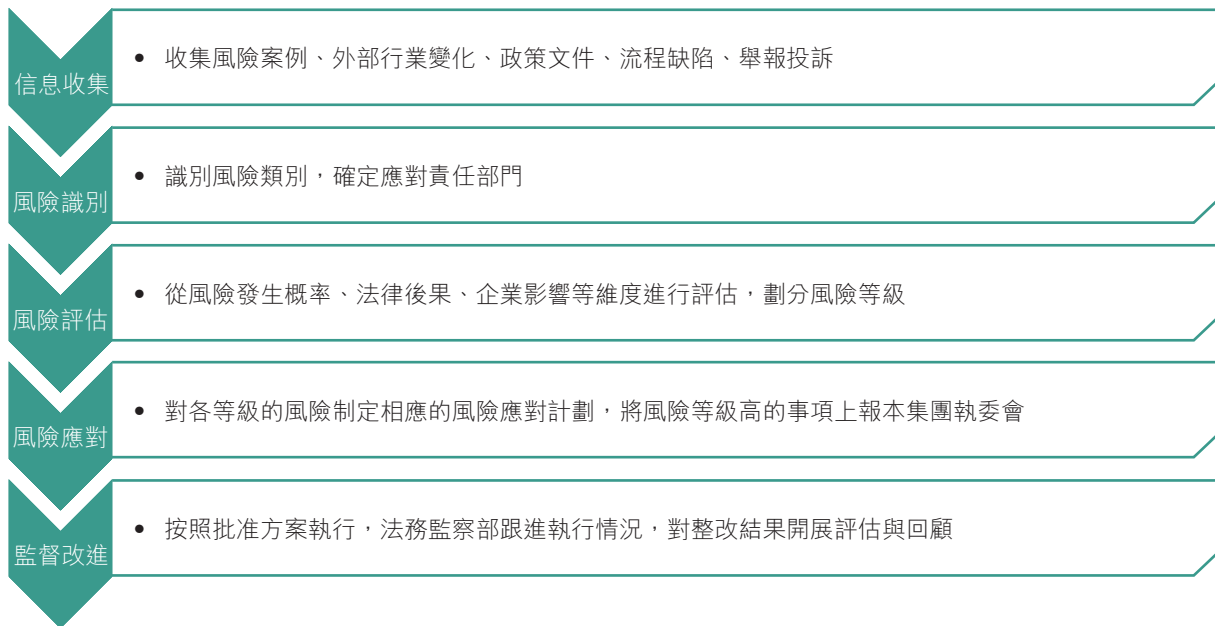 信息收集
• 收集風險案例、外部行業變化、政策文件、流程缺陷、舉報投訴
風險識別
• 識別風險類別，確定應對責任部門
風險評估
• 從風險發生概率、法律後果、企業影響等維度進行評估，劃分風險等級
風險應對
• 對各等級的風險制定相應的風險應對計劃，將風險等級高的事項上報本集團執委會
監督改進
• 按照批准方案執行，法務監察部跟進執行情況，對整改結果開展評估與回顧